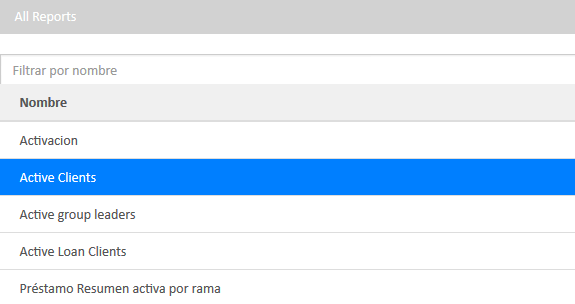 All Reports
Filtrar por nombre
Nombre
Activacion
Active Clients
Active group leaders
Active Loan Clients
Préstamo Resumen activa por rama